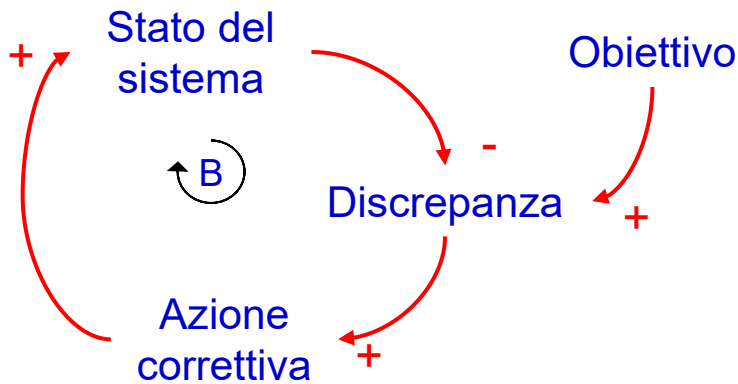 Stato del
sistema
+
Obiettivo
-
B
Discrepanza
+
Azione
correttiva
+